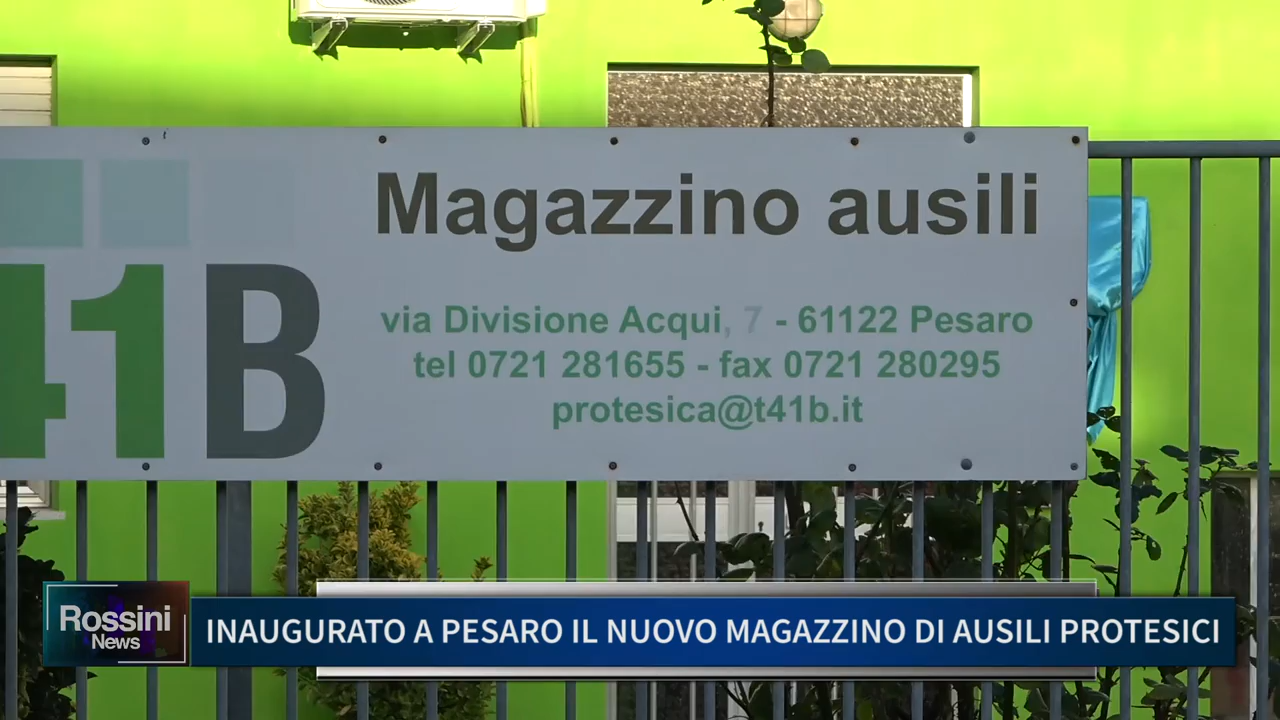 Magazzino ausili
41B
via Divisione Acqui, 7 - 61122 Pesaro
tel 0721 281655 - fax 0721 280295
protesica@t41b.it
Rossini
News
INAUGURATO A PESARO IL NUOVO MAGAZZINO DI AUSILI PROTESICI